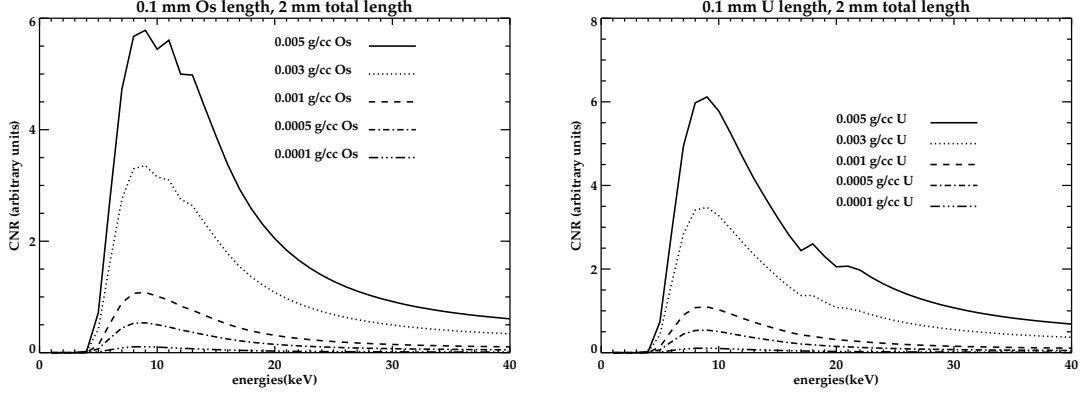 0.1 mm Os length, 2 mm total length
CNR (arbitrary units)
6
4
2
0
0.005 g/cc Os
0.003 g/cc Os
0.001 g/cc Os
0.0005 g/cc Os
0.0001 g/cc Os
0 10 20 30 40
energies(keV)
0.1 mm U length, 2 mm total length
CNR (arbitrary units)
8
6
4
2
0
0.005 g/cc U
0.003 g/cc U
0.001 g/cc U
0.0005 g/cc U
0.0001 g/cc U
0 10 20 30 40
energies(keV)